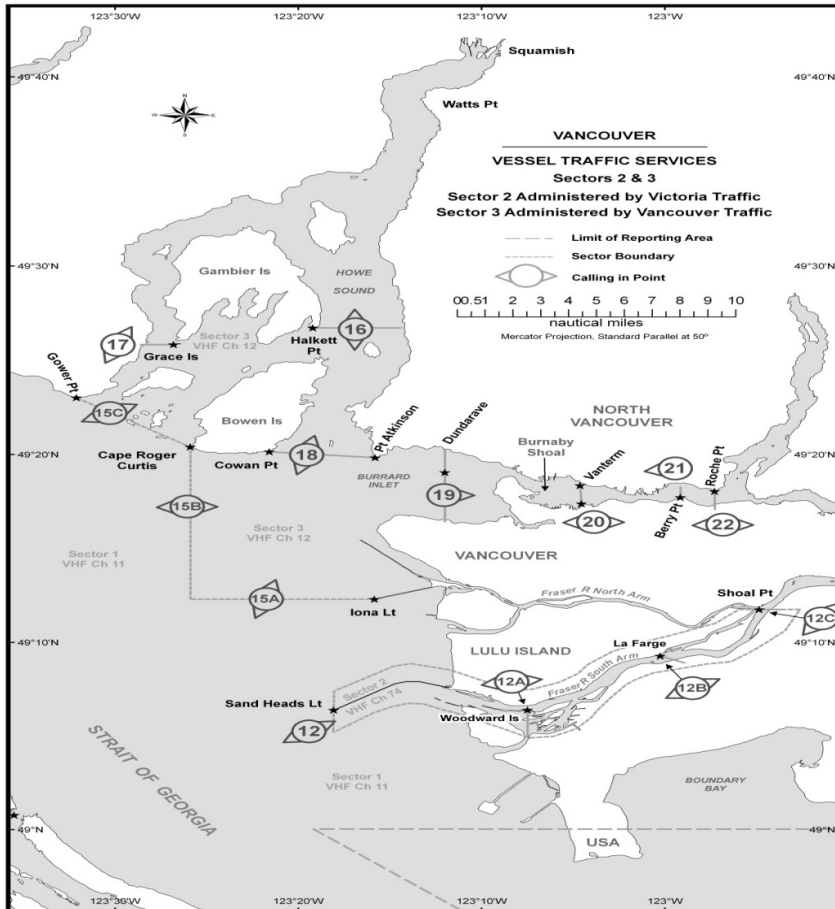 123°30'W
123°20'W
123°10'W
123°W
49°40'N
49°40'N
Squamish
Watts Pt
N
W
E
S
VANCOUVER
VESSEL TRAFFIC SERVICES
Sectors 2 & 3
Sector 2 Administered by Victoria Traffic
Sector 3 Administered by Vancouver Traffic
Limit of Reporting Area
Sector Boundary
Calling in Point
00.51 2 3 4 5 6 7 8 9 10
nautical miles
Mercator Projection, Standard Parallel at 50°
49°30'N
49°30'N
Gambier Is
HOWE
SOUND
16
Sector 3
VHF Ch 12
Halkett
Pt
17
Grace Is
Gower Pt
15C
Bowen Is
Cape Roger
Curtis
Cowan Pt
18
Pt Atkinson
Dundarave
NORTH
VANCOUVER
Burnaby
Shoal
Vanterm
21
Roche Pt
49°20'N
49°20'N
BURRARD
INLET
19
20
Berry Pt
22
15B
Sector 3
VHF Ch 12
Sector 1
VHF Ch 11
VANCOUVER
15A
Iona Lt
Fraser R North Arm
Shoal Pt
12C
49°10'N
49°10'N
LULU ISLAND
La Farge
Fraser R South Arm
12A
12B
Sand Heads Lt
Sector 2
VHF Ch 74
12
Woodward Is
STRAIT OF GEORGIA
Sector 1
VHF Ch 11
BOUNDARY
BAY
49°N
49°N
USA
123°30'W
123°20'W
123°10'W
123°W